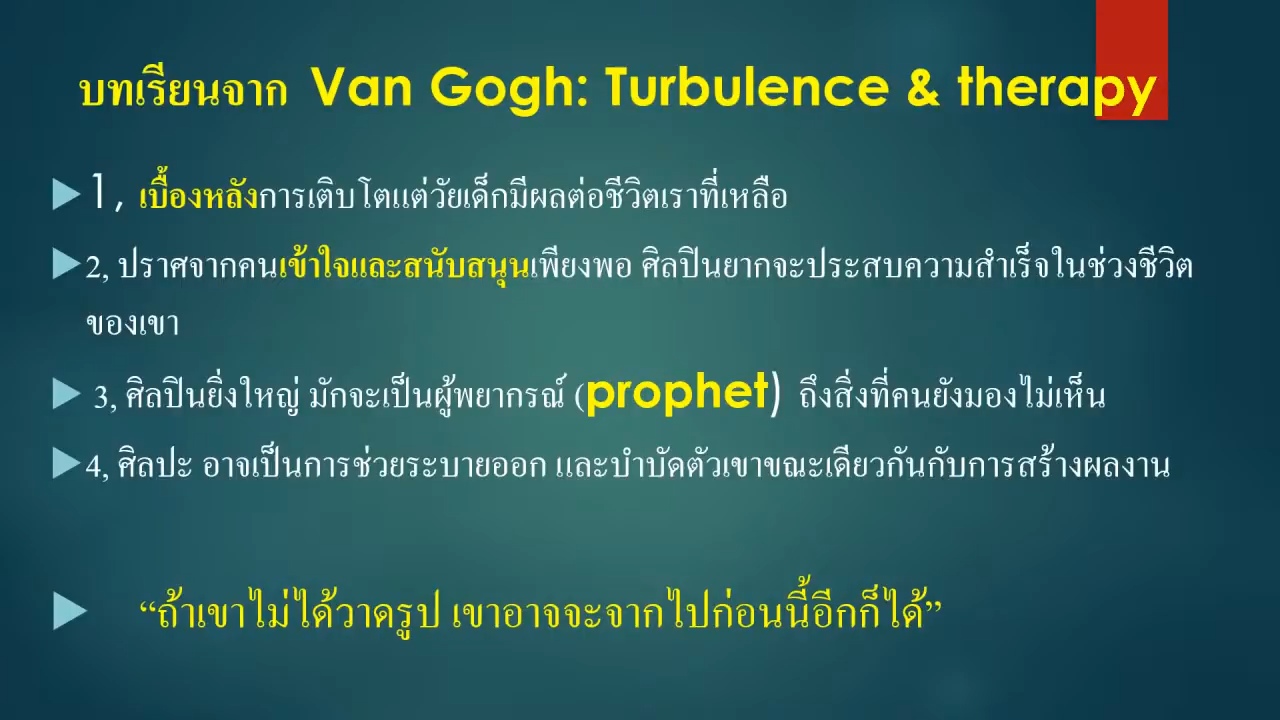 บทเรียนจาก Van Gogh: Turbulence & therapy
1, เบื้องหลังการเติบโตแต่วัยเด็กมีผลต่อชีวิตเราที่เหลือ
2, ปราศจากคนเข้าใจและสนับสนุนเพียงพอ ศิลปินยากจะประสบความสำเร็จในช่วงชีวิต
ของเขา
3, ศิลปินยิ่งใหญ่ มักจะเป็นผู้พยากรณ์ (prophet) ถึงสิ่งที่คนยังมองไม่เห็น
4, ศิลปะ อาจเป็นการช่วยระบายออก และบำบัดตัวเขาขณะเดียวกันกับการสร้างผลงาน
“ถ้าเขาไม่ได้วาดรูป เขาอาจจะจากไปก่อนนี้อีกก็ได้”